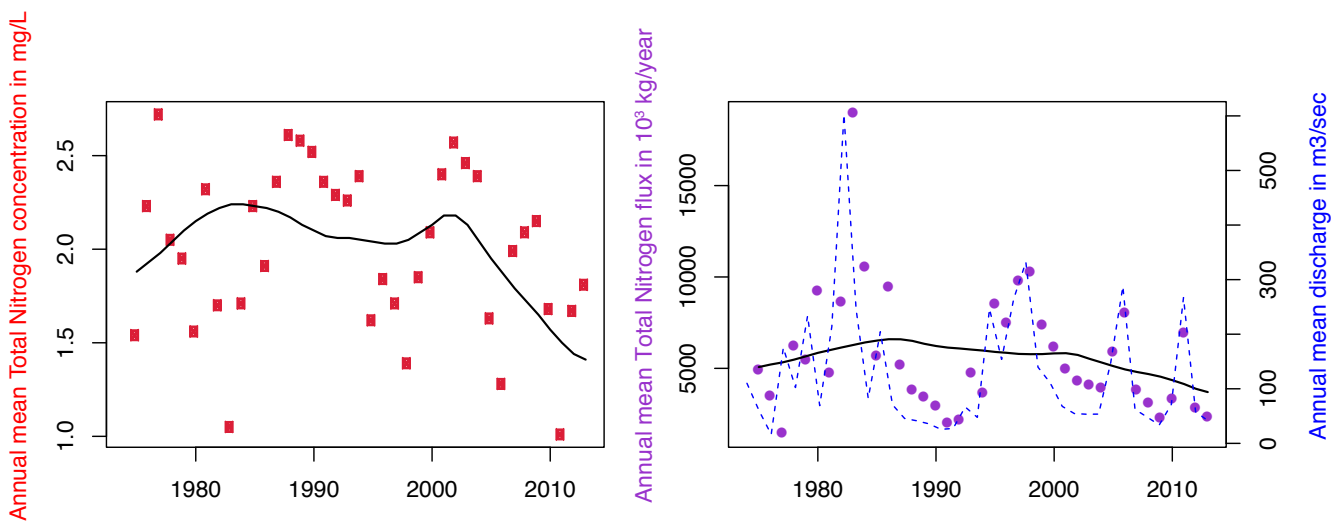 Annual mean Total Nitrogen concentration in mg/L
2.5
2.0
1.5
1.0
1980 1990 2000 2010
Annual mean Total Nitrogen flux in 10³ kg/year
15000
10000
5000
1980 1990 2000 2010
500
300
100
0
Annual mean discharge in m3/sec